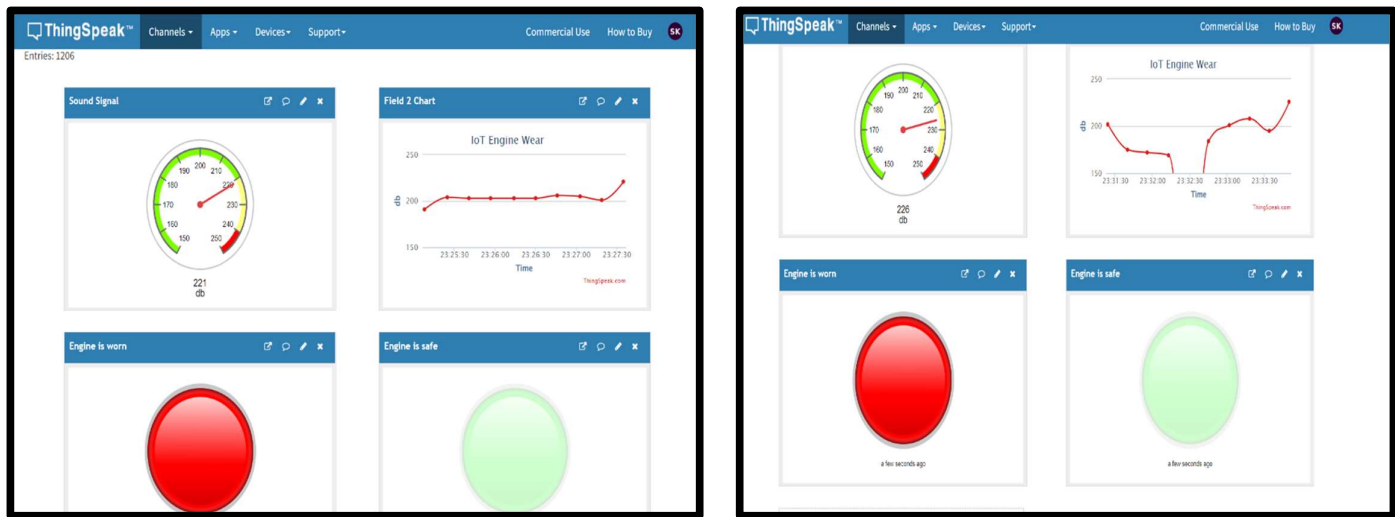 ThingSpeak™ Channels Apps Devices Support Commercial Use How to Buy SK
Entries: 1206
Sound Signal
150 160 170 180 190 200 210 220 230 240 250
221
db
Field 2 Chart
IoT Engine Wear
250
200
150
db
23:25:30 23:26:00 23:26:30 23:27:00 23:27:30
Time
ThingSpeak.com
Engine is worn
Engine is safe
ThingSpeak™ Channels Apps Devices Support Commercial Use How to Buy SK
150 160 170 180 190 200 210 220 230 240 250
226
db
IoT Engine Wear
250
200
150
db
23:31:30 23:32:00 23:32:30 23:33:00 23:33:30
Time
ThingSpeak.com
Engine is worn
a few seconds ago
Engine is safe
a few seconds ago